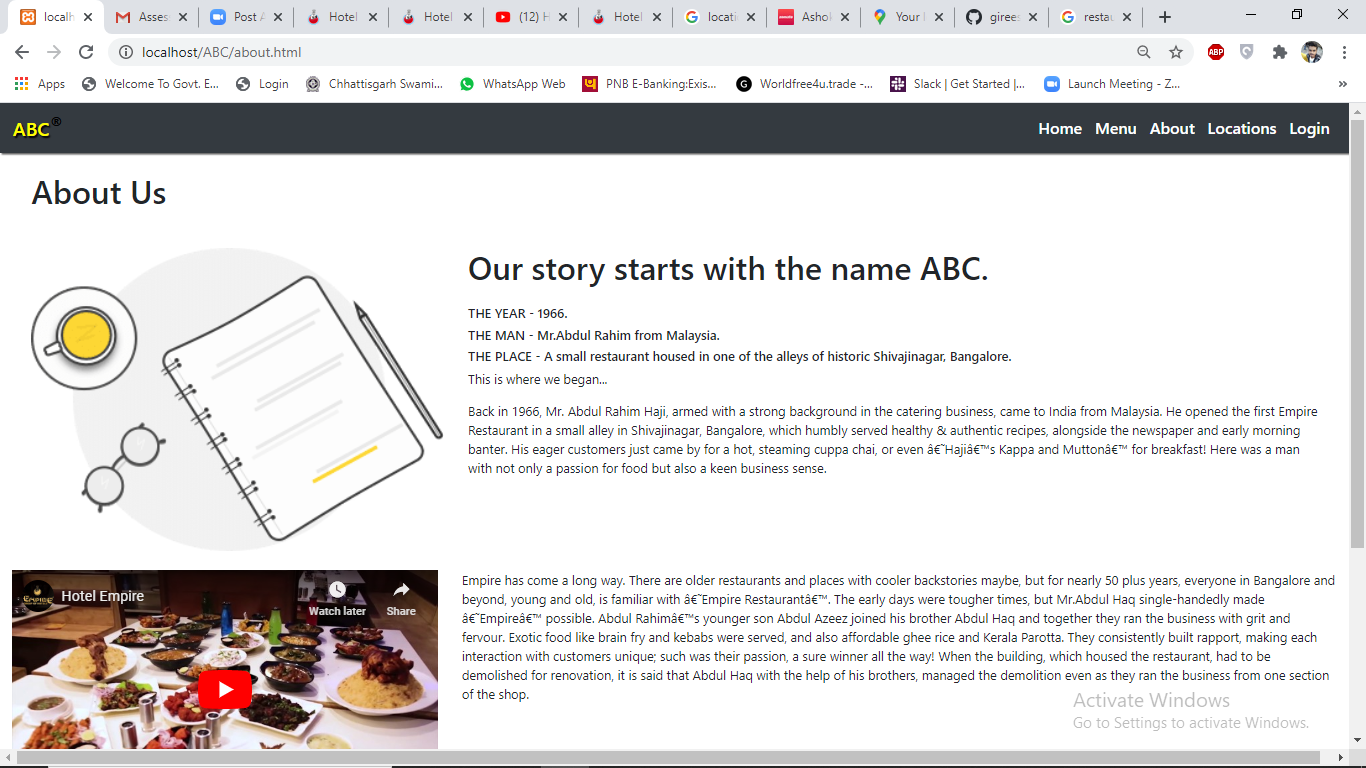 localh
Asses
Post A
Hotel
Hotel
(12) H
Hotel
locati
Ashok
Your
girees
restau
localhost/ABC/about.html
ABP
Apps
Welcome To Govt. E...
Login
Chhattisgarh Swami...
WhatsApp Web
PNB E-Banking:Exis...
Worldfree4u.trade -...
Slack | Get Started |...
Launch Meeting - Z...
»
ABC®
Home Menu About Locations Login
About Us
Our story starts with the name ABC.
THE YEAR - 1966.
THE MAN - Mr.Abdul Rahim from Malaysia.
THE PLACE - A small restaurant housed in one of the alleys of historic Shivajinagar, Bangalore.
This is where we began...
Back in 1966, Mr. Abdul Rahim Haji, armed with a strong background in the catering business, came to India from Malaysia. He opened the first Empire
Restaurant in a small alley in Shivajinagar, Bangalore, which humbly served healthy & authentic recipes, alongside the newspaper and early morning
banter. His eager customers just came by for a hot, steaming cuppa chai, or even â€˜Hajiâ€™s Kappa and Muttonâ€™ for breakfast! Here was a man
with not only a passion for food but also a keen business sense.
EMPIRE
Hotel Empire
Watch later
Share
Empire has come a long way. There are older restaurants and places with cooler backstories maybe, but for nearly 50 plus years, everyone in Bangalore and
beyond, young and old, is familiar with â€˜Empire Restaurantâ€™. The early days were tougher times, but Mr.Abdul Haq single-handedly made
â€˜Empireâ€™ possible. Abdul Rahimâ€™s younger son Abdul Azeez joined his brother Abdul Haq and together they ran the business with grit and
fervour. Exotic food like brain fry and kebabs were served, and also affordable ghee rice and Kerala Parotta. They consistently built rapport, making each
interaction with customers unique; such was their passion, a sure winner all the way! When the building, which housed the restaurant, had to be
demolished for renovation, it is said that Abdul Haq with the help of his brothers, managed the demolition even as they ran the business from one section
of the shop.
Activate Windows
Go to Settings to activate Windows.